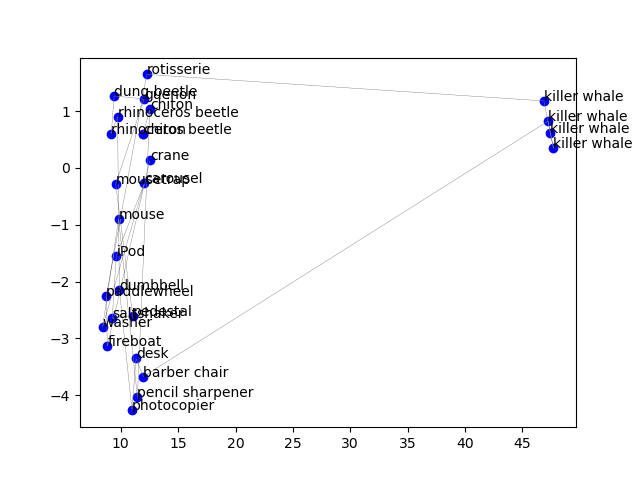 rotisserie
dung beetle
guenon
killer whale
chiton
rhinoceros beetle
killer whale
rhinoceros beetle
chiton
killer whale
killer whale
crane
mousetrap
carousel
mouse
iPod
dumbbell
paddlewheel
saltshaker
pedestal
washer
fireboat
desk
barber chair
pencil sharpener
photocopier
1
0
−1
−2
−3
−4
10 15 20 25 30 35 40 45